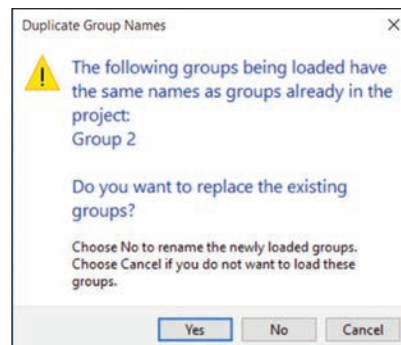 Duplicate Group Names
The following groups being loaded have
the same names as groups already in the
project:
Group 2
Do you want to replace the existing
groups?
Choose No to rename the newly loaded groups.
Choose Cancel if you do not want to load these
groups.
Yes No Cancel